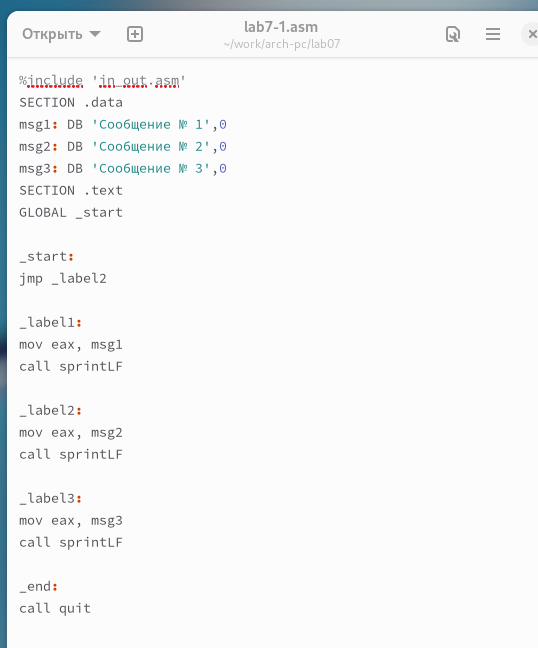 Открыть
lab7-1.asm
~/work/arch-pc/lab07
%include 'in_out.asm'
SECTION .data
msg1: DB 'Сообщение № 1',0
msg2: DB 'Сообщение № 2',0
msg3: DB 'Сообщение № 3',0
SECTION .text
GLOBAL _start
_start:
jmp _label2
_label1:
mov eax, msg1
call sprintLF
_label2:
mov eax, msg2
call sprintLF
_label3:
mov eax, msg3
call sprintLF
_end:
call quit